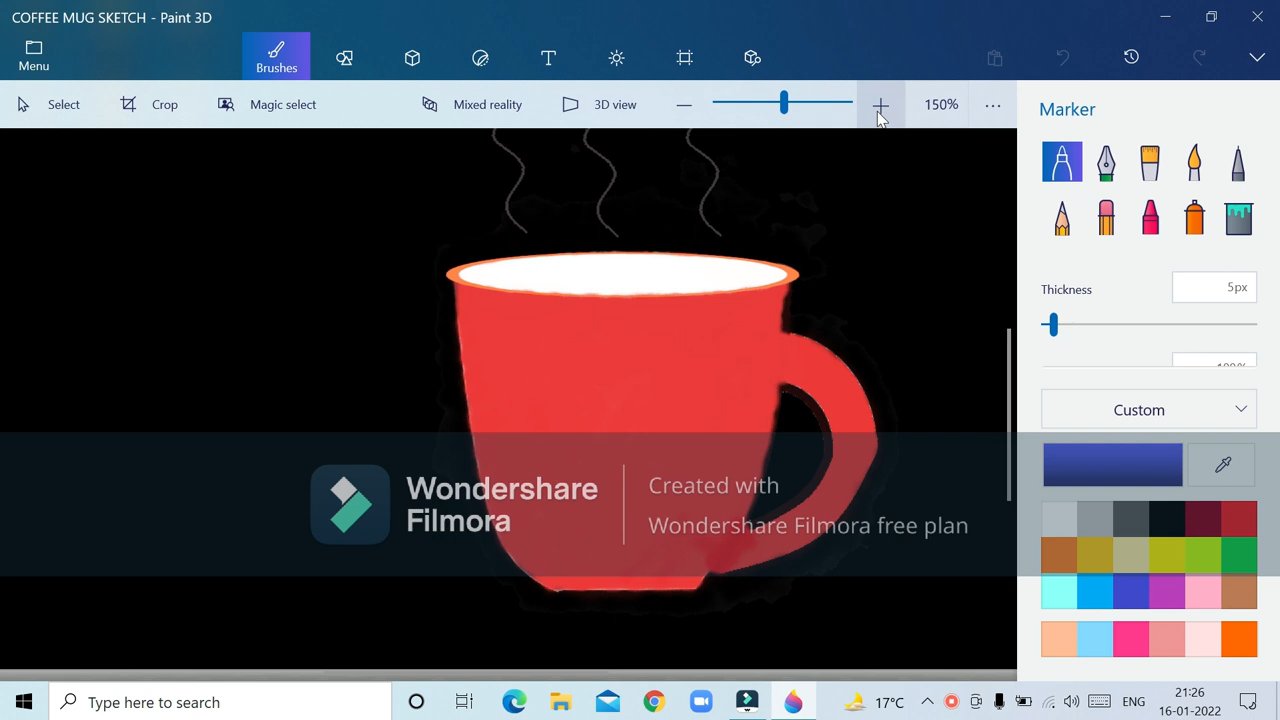 COFFEE MUG SKETCH - Paint 3D
Menu
Brushes
Select
Crop
Magic select
Mixed reality
3D view
150%
Marker
Thickness
5px
Custom
Wondershare
Filmora
Created with
Wondershare Filmora free plan
Type here to search
17°C
ENG
21:26
16-01-2022